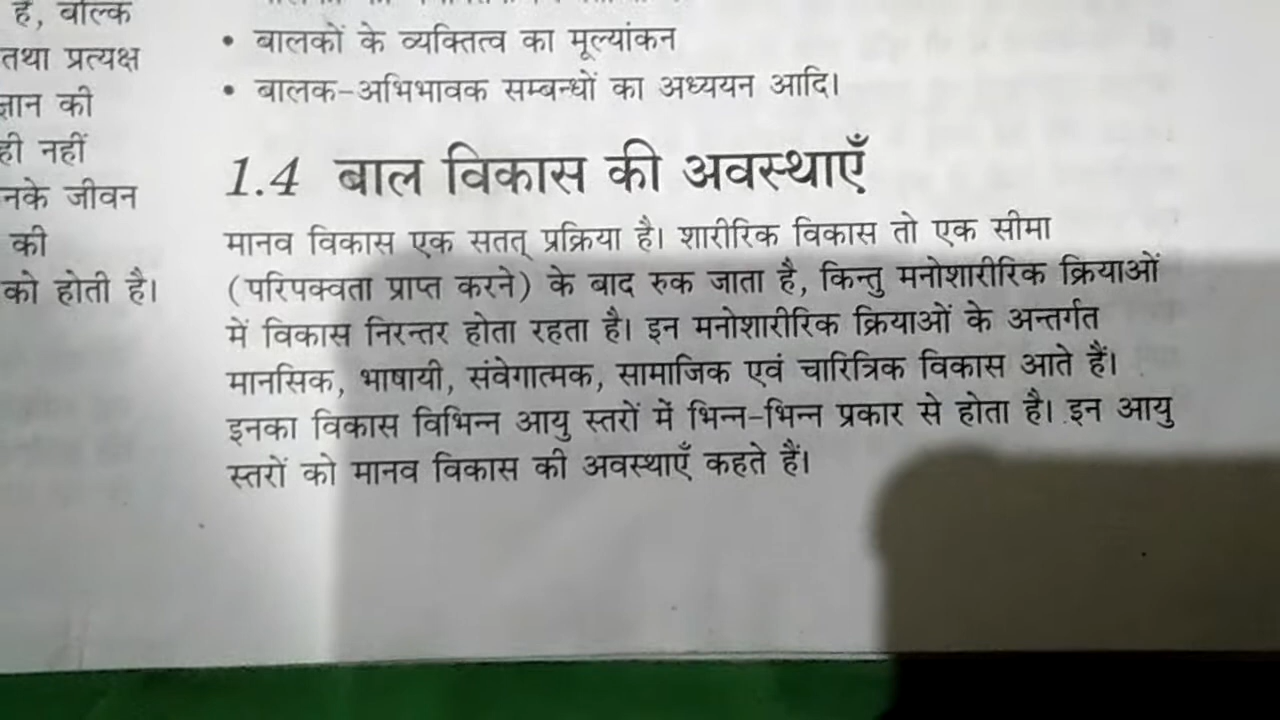 है, बल्कि
तथा प्रत्यक्ष
ज्ञान की
ही नहीं
नके जीवन
की
को होती है।
• बालकों के व्यक्तित्व का मूल्यांकन
• बालक-अभिभावक सम्बन्धों का अध्ययन आदि।
1.4 बाल विकास की अवस्थाएँ
मानव विकास एक सतत् प्रक्रिया है। शारीरिक विकास तो एक सीमा
(परिपक्वता प्राप्त करने) के बाद रुक जाता है, किन्तु मनोशारीरिक क्रियाओं
में विकास निरन्तर होता रहता है। इन मनोशारीरिक क्रियाओं के अन्तर्गत
मानसिक, भाषायी, संवेगात्मक, सामाजिक एवं चारित्रिक विकास आते हैं।
इनका विकास विभिन्न आयु स्तरों में भिन्न-भिन्न प्रकार से होता है। इन आयु
स्तरों को मानव विकास की अवस्थाएँ कहते हैं।